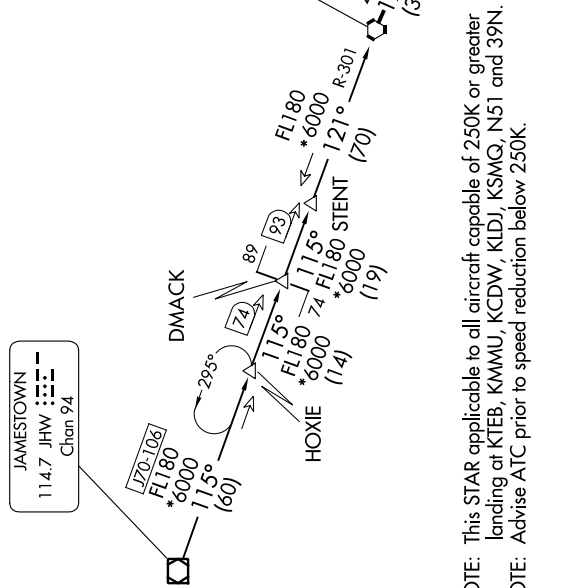 JAMESTOWN
114.7 JHW
Chan 94
J70-106
FL180
*6000
115°
(60)
295°
HOXIE
74
115°
FL180
*6000
(14)
DMACK
89
74
93
115°
FL180
*6000
(19)
STENT
FL180
*6000
121°
(70)
R-301
OTE: This STAR applicable to all aircraft capable of 250K or greater
landing at KTEB, KMMU, KCDW, KLDJ, KSMQ, N51 and 39N.
OTE: Advise ATC prior to speed reduction below 250K.